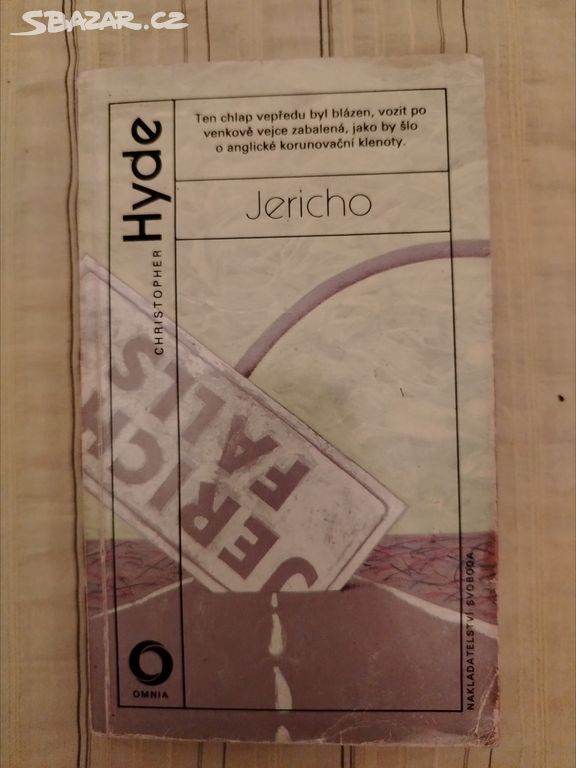 SBAZAR.CZ
Ten chlap vepředu byl blázen, vozit po
venkově vejce zabalená, jako by šlo
o anglické korunovační klenoty.
CHRISTOPHER Hyde
Jericho
JERICH
FALLS
OMNIA
NAKLADATELSTVÍ SVOBODA